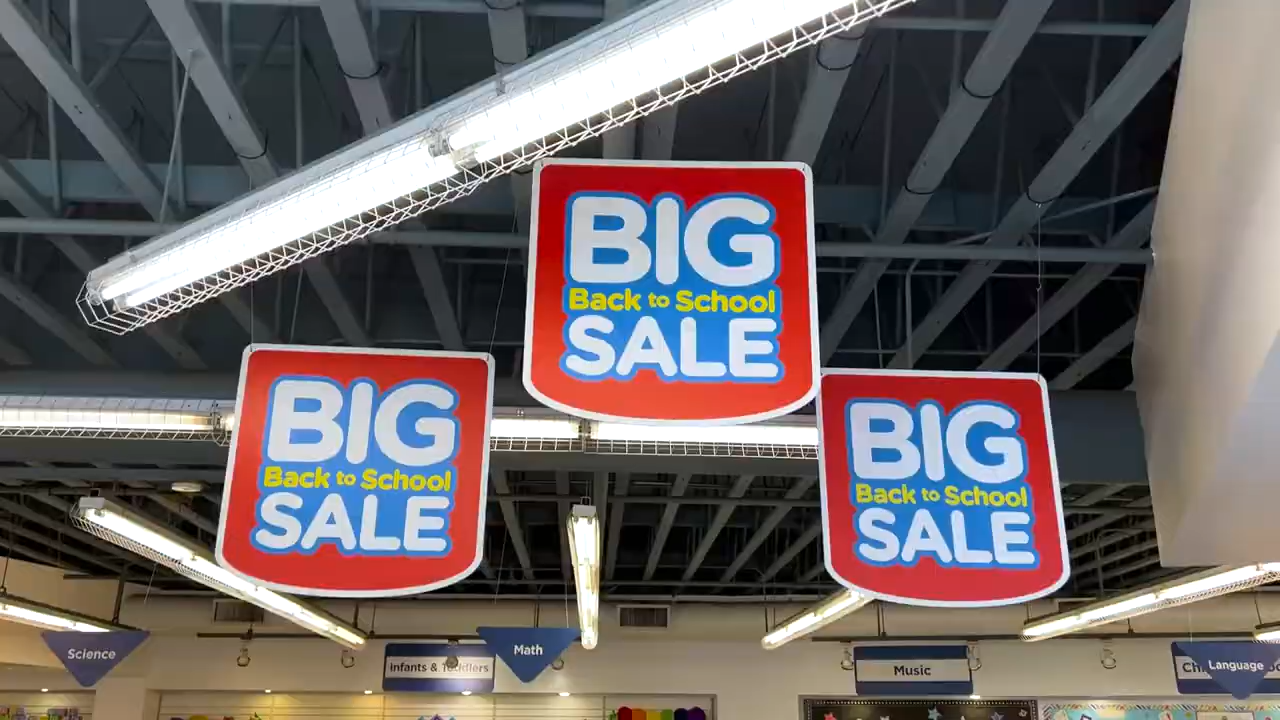 BIG
Back to School
SALE
BIG
Back to School
SALE
BIG
Back to School
SALE
Science
Infants & Toddlers
Math
Music
Language